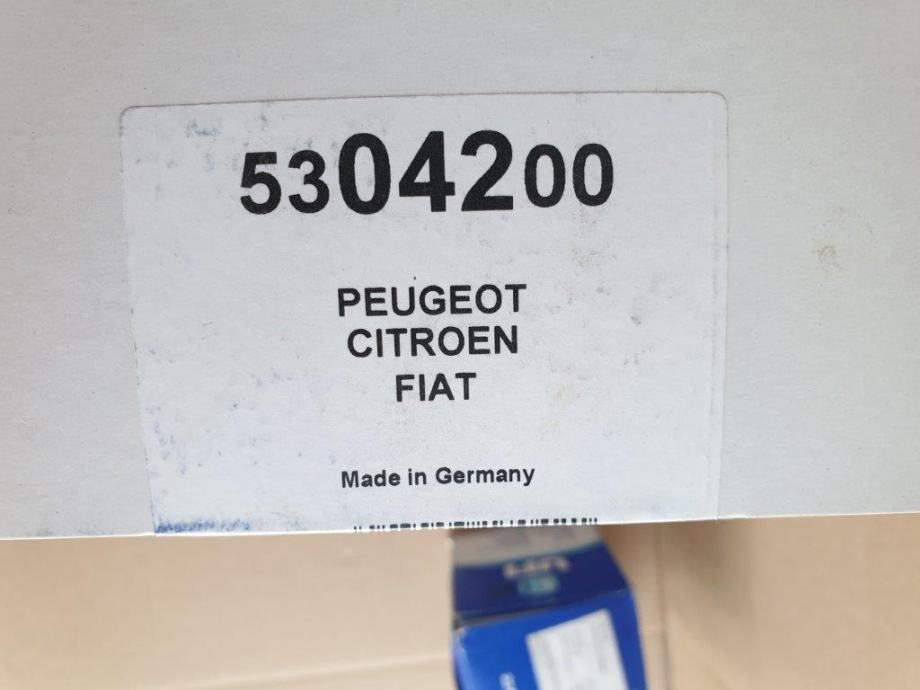 5304200
PEUGEOT
CITROEN
FIAT
Made in Germany